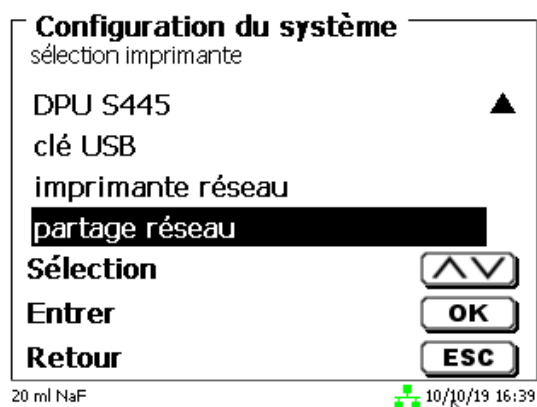 Configuration du système
sélection imprimante
DPU S445
clé USB
imprimante réseau
partage réseau
Sélection
Entrer OK
Retour ESC
20 ml NaF 10/10/19 16:39